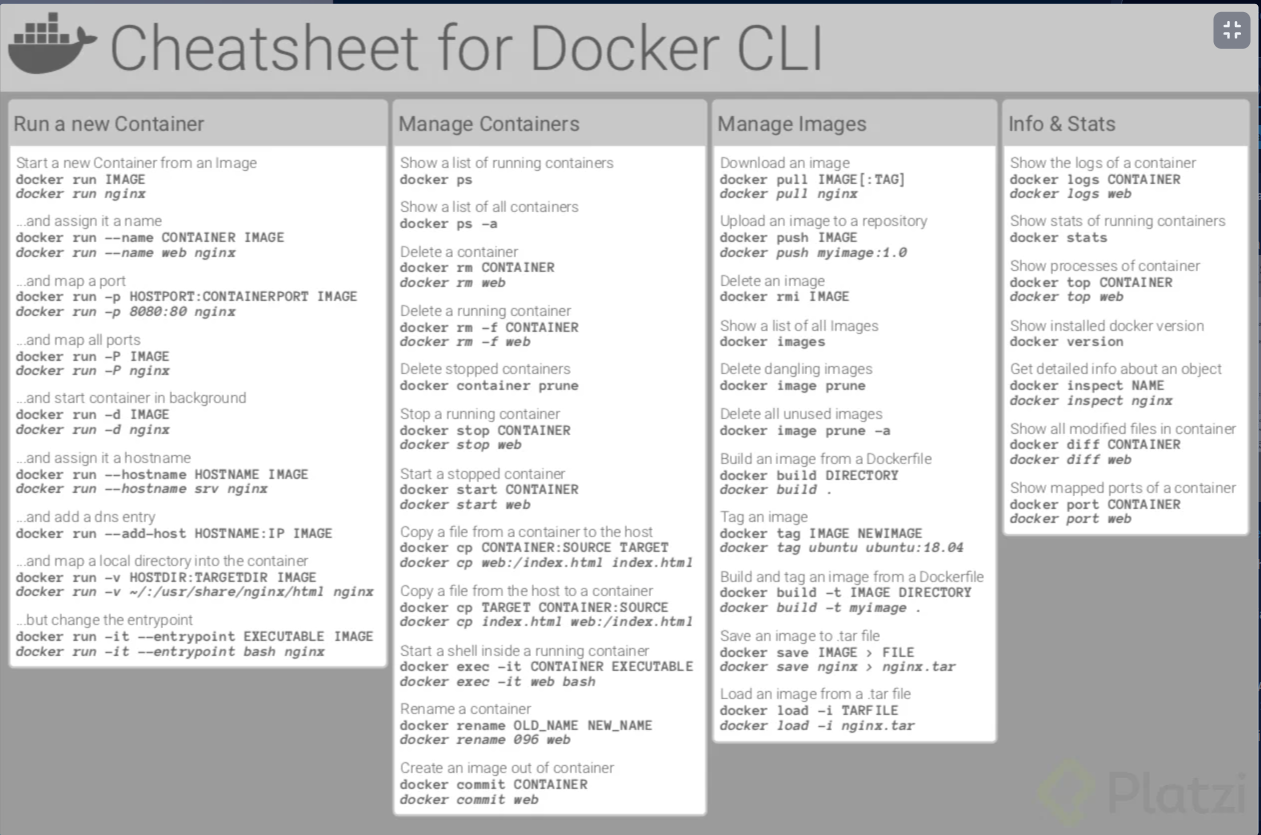 Cheatsheet for Docker CLI
Run a new Container
Start a new Container from an Image
docker run IMAGE
docker run nginx
...and assign it a name
docker run --name CONTAINER IMAGE
docker run --name web nginx
...and map a port
docker run -p HOSTPORT:CONTAINERPORT IMAGE
docker run -p 8080:80 nginx
...and map all ports
docker run -P IMAGE
docker run -P nginx
...and start container in background
docker run -d IMAGE
docker run -d nginx
...and assign it a hostname
docker run --hostname HOSTNAME IMAGE
docker run --hostname srv nginx
...and add a dns entry
docker run --add-host HOSTNAME:IP IMAGE
...and map a local directory into the container
docker run -v HOSTDIR:TARGETDIR IMAGE
docker run -v ~/:/usr/share/nginx/html nginx
...but change the entrypoint
docker run -it --entrypoint EXECUTABLE IMAGE
docker run -it --entrypoint bash nginx
Manage Containers
Show a list of running containers
docker ps
Show a list of all containers
docker ps -a
Delete a container
docker rm CONTAINER
docker rm web
Delete a running container
docker rm -f CONTAINER
docker rm -f web
Delete stopped containers
docker container prune
Stop a running container
docker stop CONTAINER
docker stop web
Start a stopped container
docker start CONTAINER
docker start web
Copy a file from a container to the host
docker cp CONTAINER:SOURCE TARGET
docker cp web:/index.html index.html
Copy a file from the host to a container
docker cp TARGET CONTAINER:SOURCE
docker cp index.html web:/index.html
Start a shell inside a running container
docker exec -it CONTAINER EXECUTABLE
docker exec -it web bash
Rename a container
docker rename OLD_NAME NEW_NAME
docker rename 096 web
Create an image out of container
docker commit CONTAINER
docker commit web
Manage Images
Download an image
docker pull IMAGE[:TAG]
docker pull nginx
Upload an image to a repository
docker push IMAGE
docker push myimage:1.0
Delete an image
docker rmi IMAGE
Show a list of all Images
docker images
Delete dangling images
docker image prune
Delete all unused images
docker image prune -a
Build an image from a Dockerfile
docker build DIRECTORY
docker build .
Tag an image
docker tag IMAGE NEWIMAGE
docker tag ubuntu ubuntu:18.04
Build and tag an image from a Dockerfile
docker build -t IMAGE DIRECTORY
docker build -t myimage .
Save an image to .tar file
docker save IMAGE > FILE
docker save nginx > nginx.tar
Load an image from a .tar file
docker load -i TARFILE
docker load -i nginx.tar
Info & Stats
Show the logs of a container
docker logs CONTAINER
docker logs web
Show stats of running containers
docker stats
Show processes of container
docker top CONTAINER
docker top web
Show installed docker version
docker version
Get detailed info about an object
docker inspect NAME
docker inspect nginx
Show all modified files in container
docker diff CONTAINER
docker diff web
Show mapped ports of a container
docker port CONTAINER
docker port web
Platzi